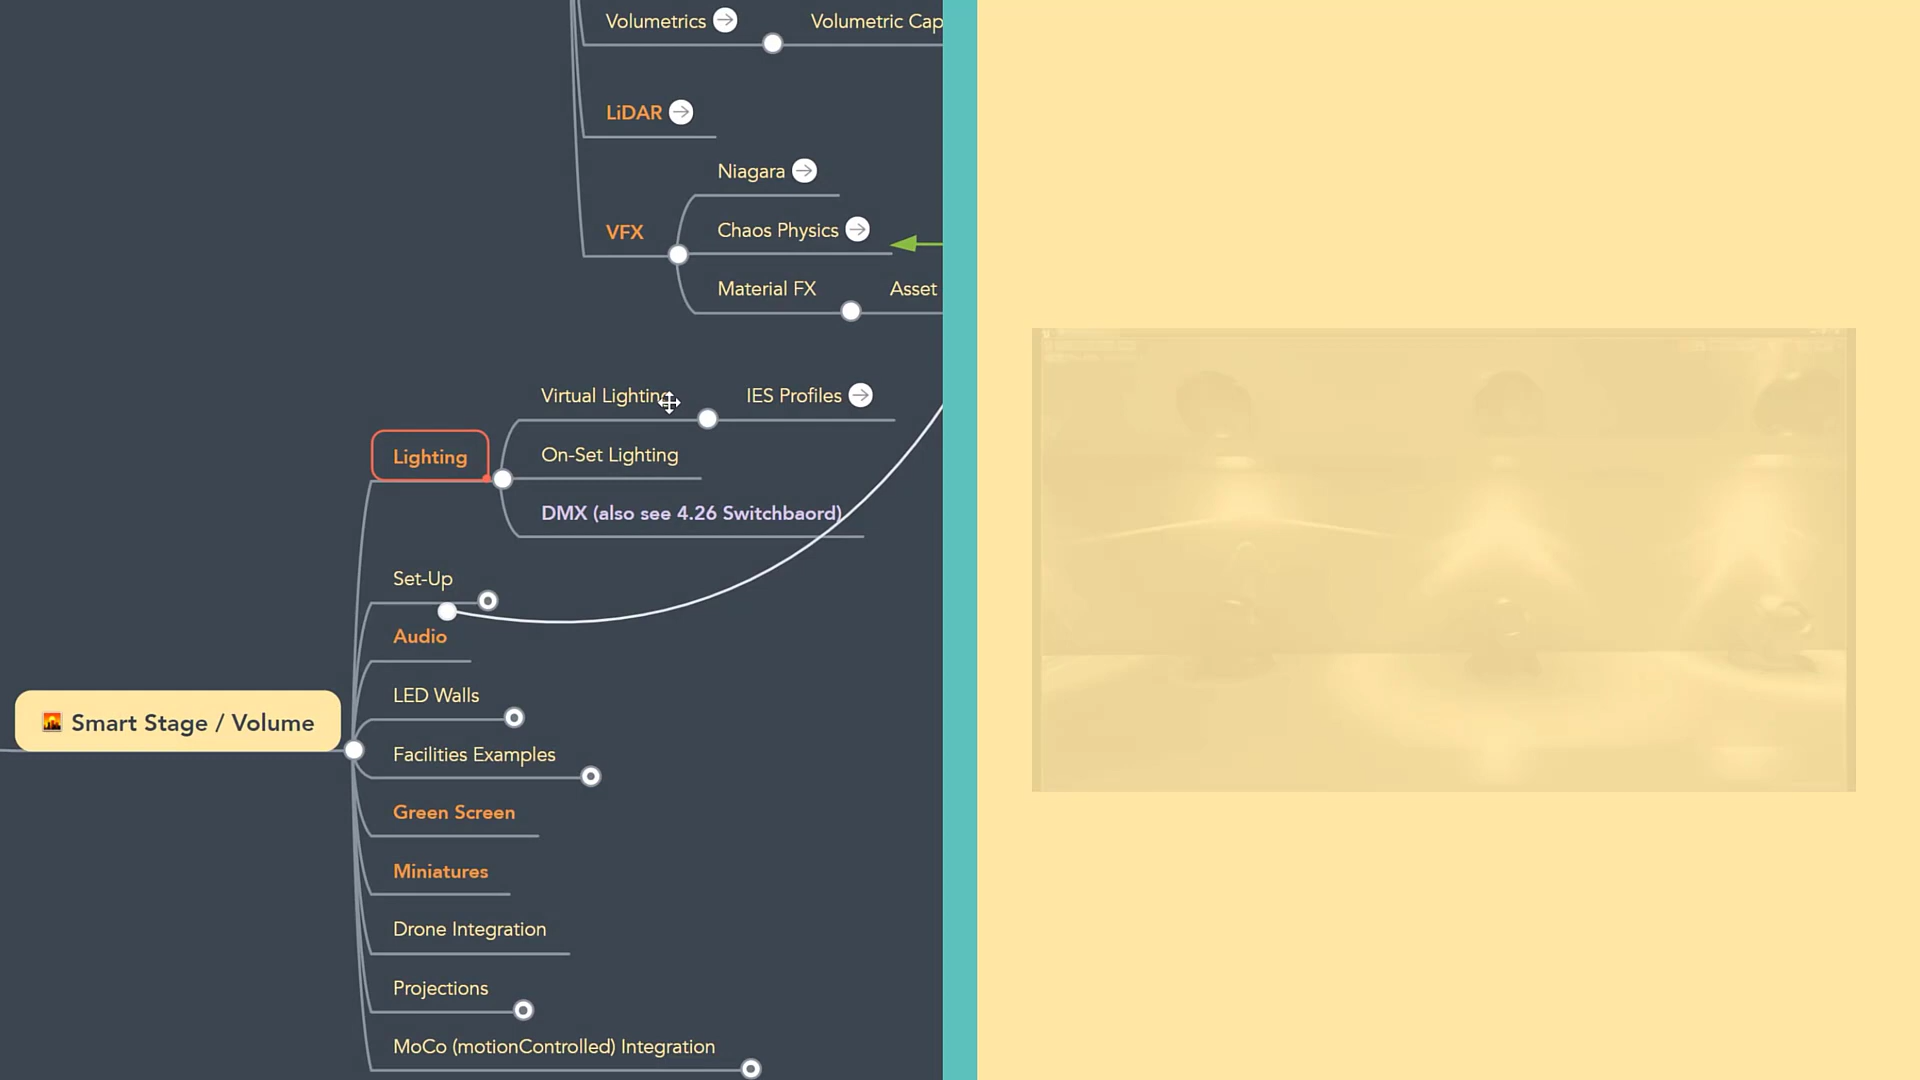 Volumetrics
Volumetric Cap
LiDAR
Niagara
VFX
Chaos Physics
Material FX
Asset
Virtual Lighting
IES Profiles
Lighting
On-Set Lighting
DMX (also see 4.26 Switchbaord)
Set-Up
Audio
LED Walls
Smart Stage / Volume
Facilities Examples
Green Screen
Miniatures
Drone Integration
Projections
MoCo (motionControlled) Integration